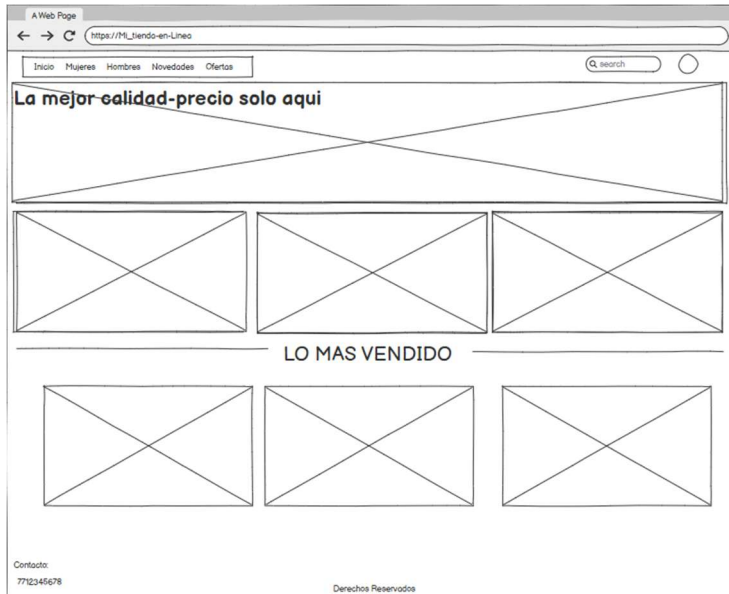 A Web Page
https://Mi_tienda-en-Linea
Inicio Mujeres Hombres Novedades Ofertas
search
La mejor calidad-precio solo aqui
LO MAS VENDIDO
Contacto:
7712345678
Derechos Reservados